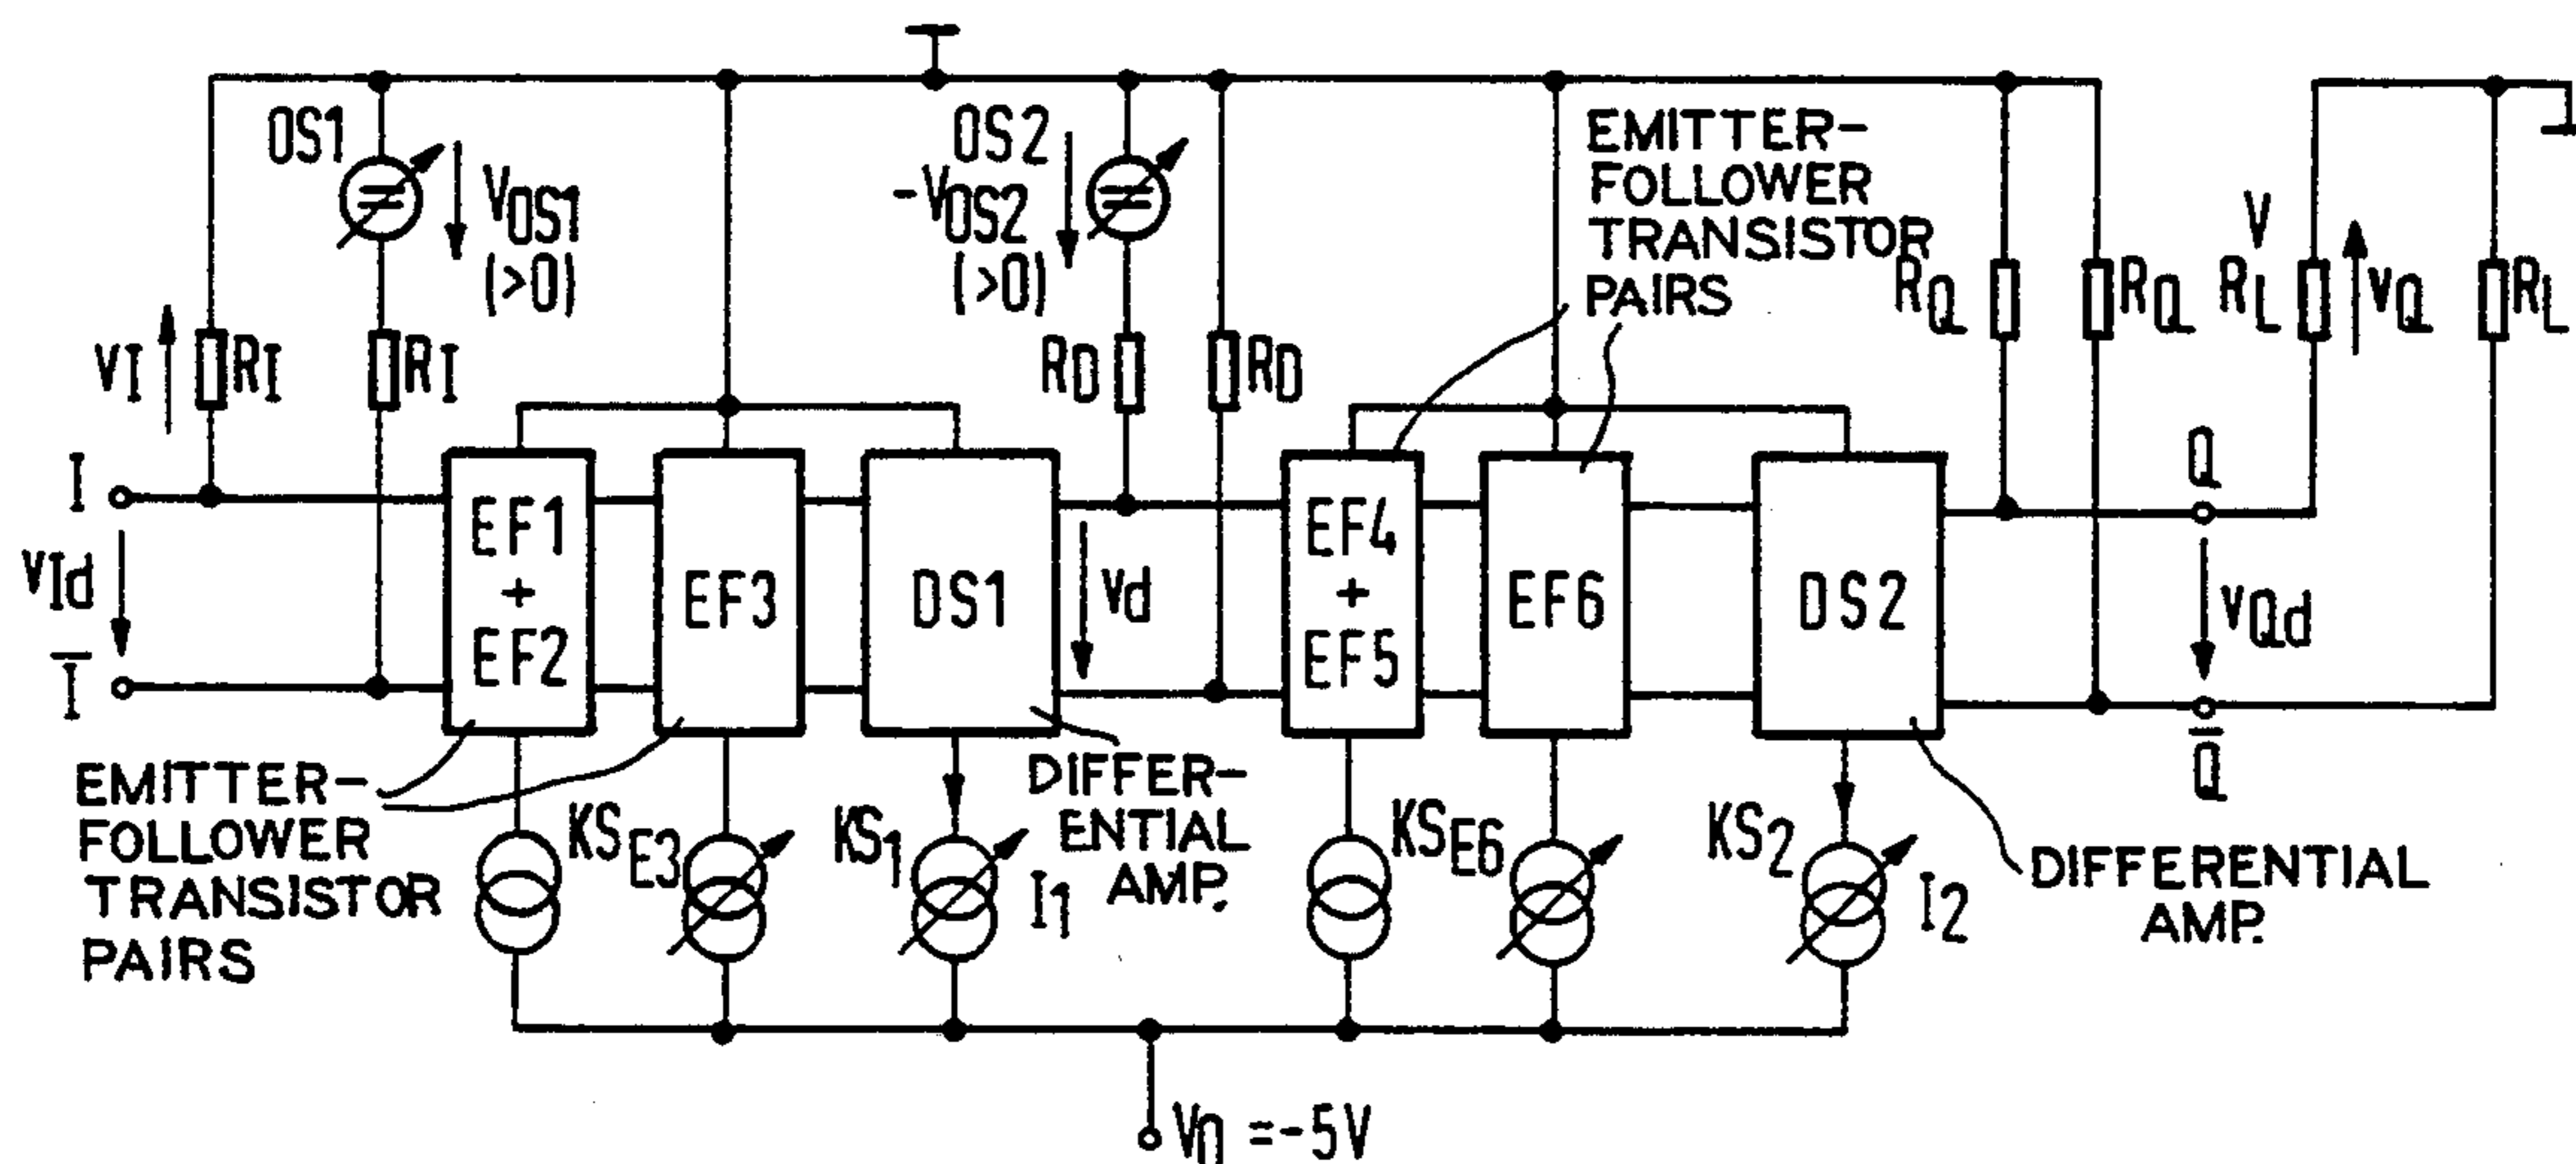 OS1
VOS1
(>0)
OS2
-VOS2
(>0)
EMITTER-
FOLLOWER
TRANSISTOR
PAIRS
RQ
RQ
V
RL
vQ
RL
vI
RI
RI
RD
RD
I
vId
I̅
EF1
+
EF2
EF3
DS1
vd
EF4
+
EF5
EF6
DS2
Q
vQd
Q̅
EMITTER-
FOLLOWER
TRANSISTOR
PAIRS
KSE3
KS1
I1
DIFFER-
ENTIAL
AMP.
KSE6
KS2
I2
DIFFERENTIAL
AMP.
V0 =-5V